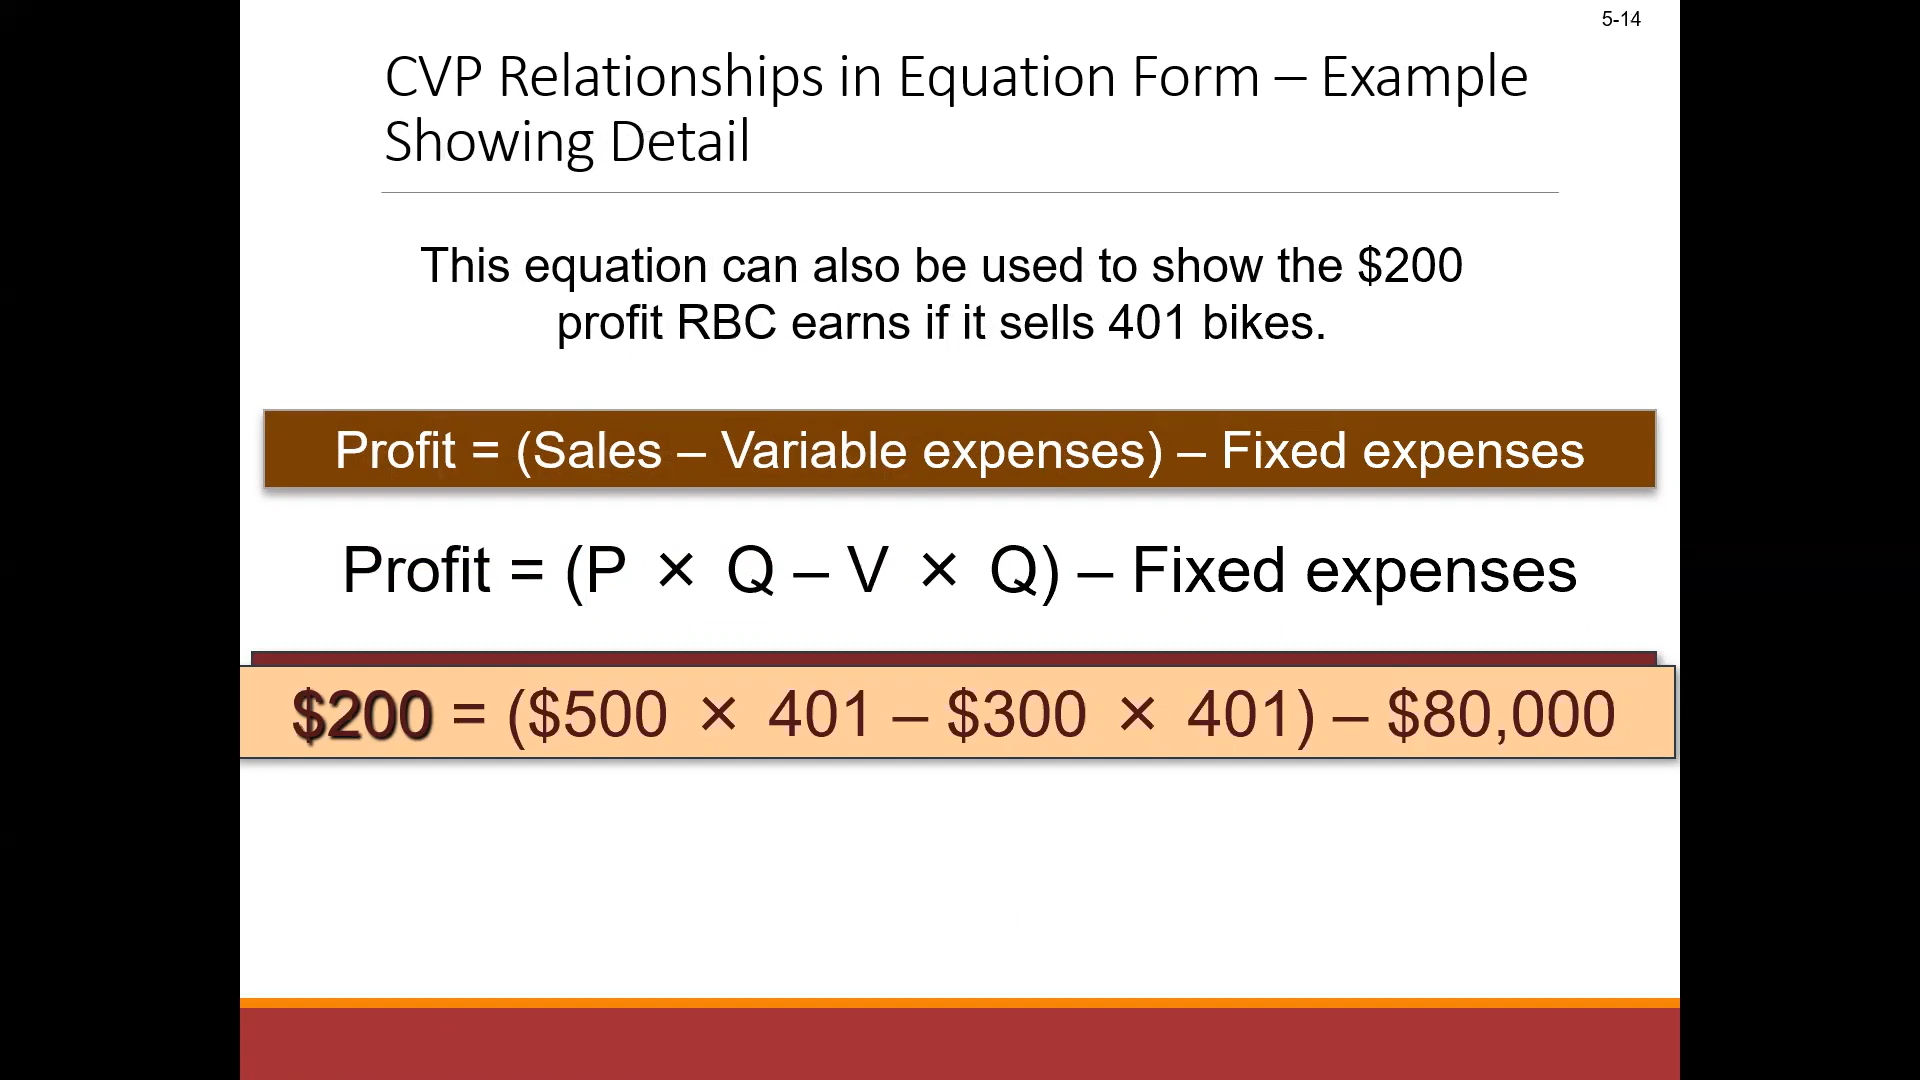 5-14
CVP Relationships in Equation Form – Example
Showing Detail
This equation can also be used to show the $200
profit RBC earns if it sells 401 bikes.
Profit = (Sales – Variable expenses) – Fixed expenses
Profit = (P × Q – V × Q) – Fixed expenses
$200 = ($500 × 401 – $300 × 401) – $80,000